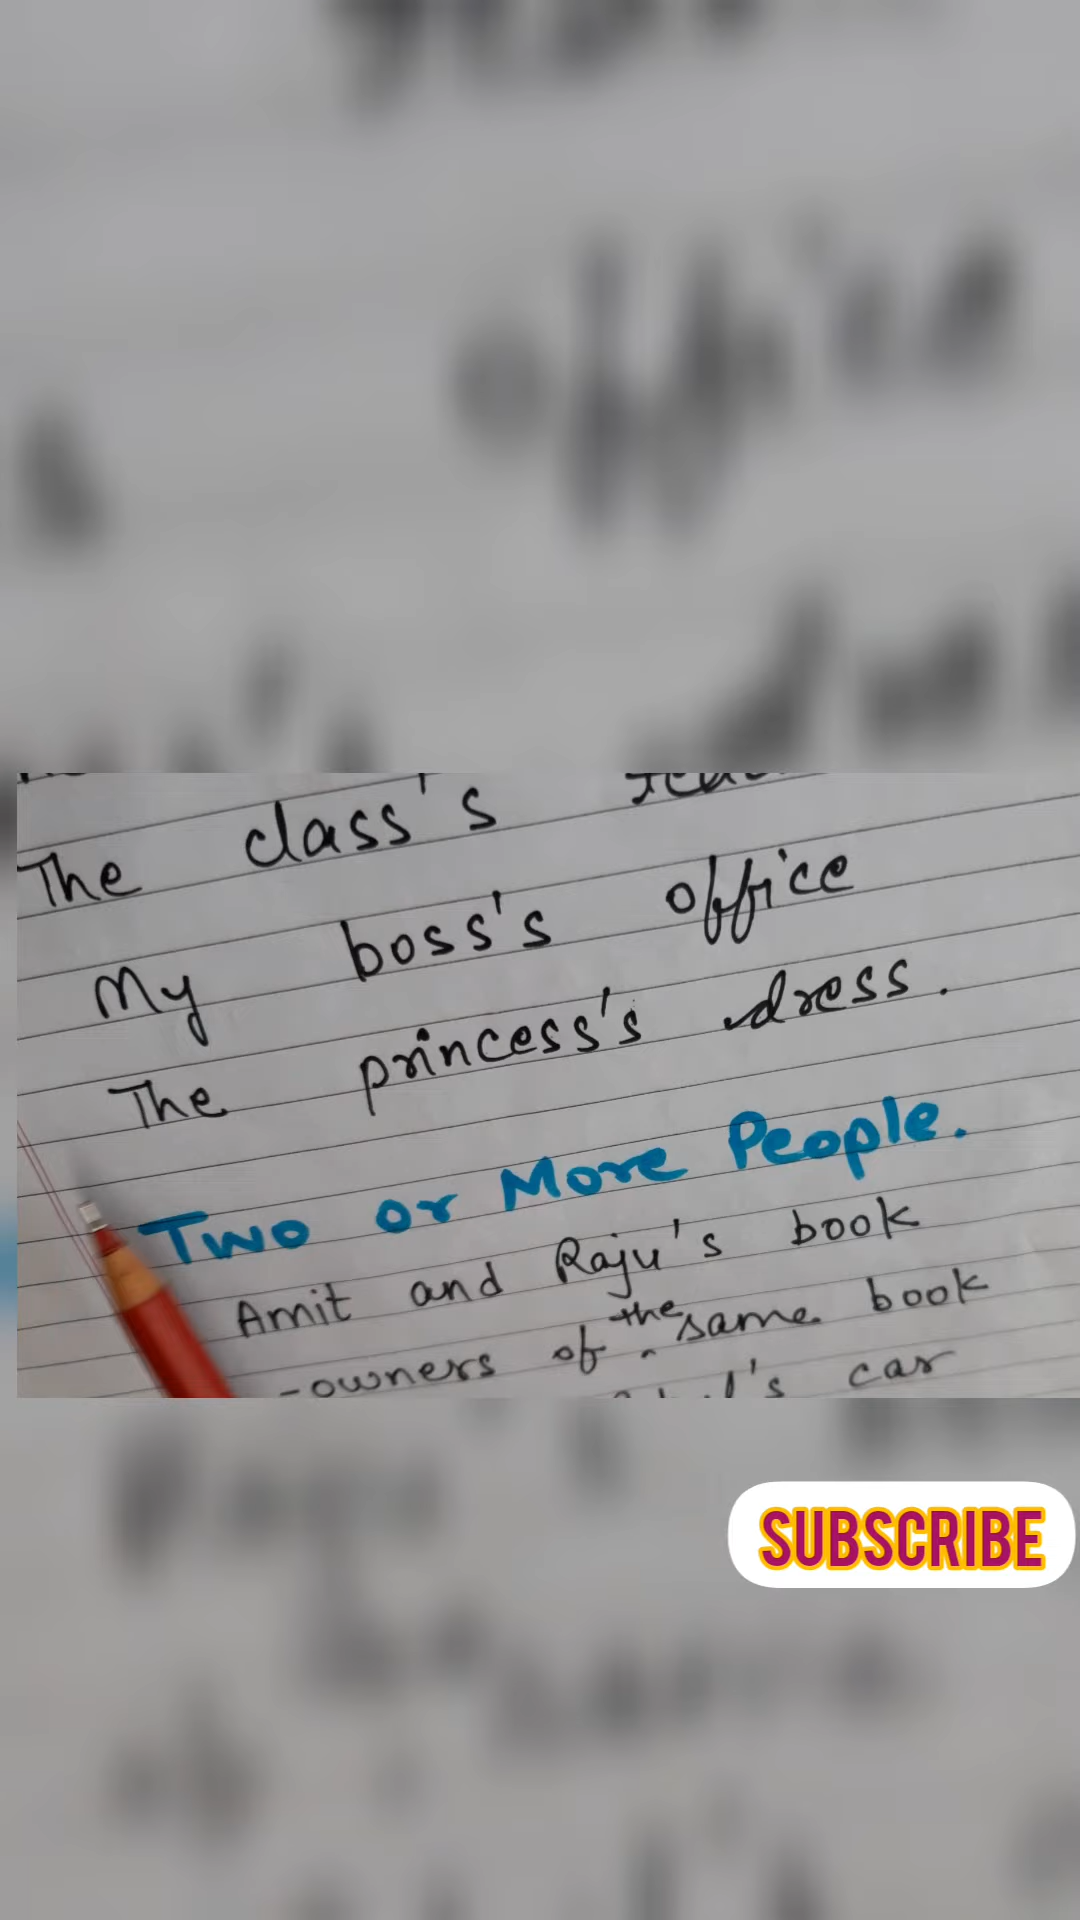 The class's
My boss's office
The princess's dress.
Two or More People.
Amit and Raju's book
-owners of the same book
car
SUBSCRIBE